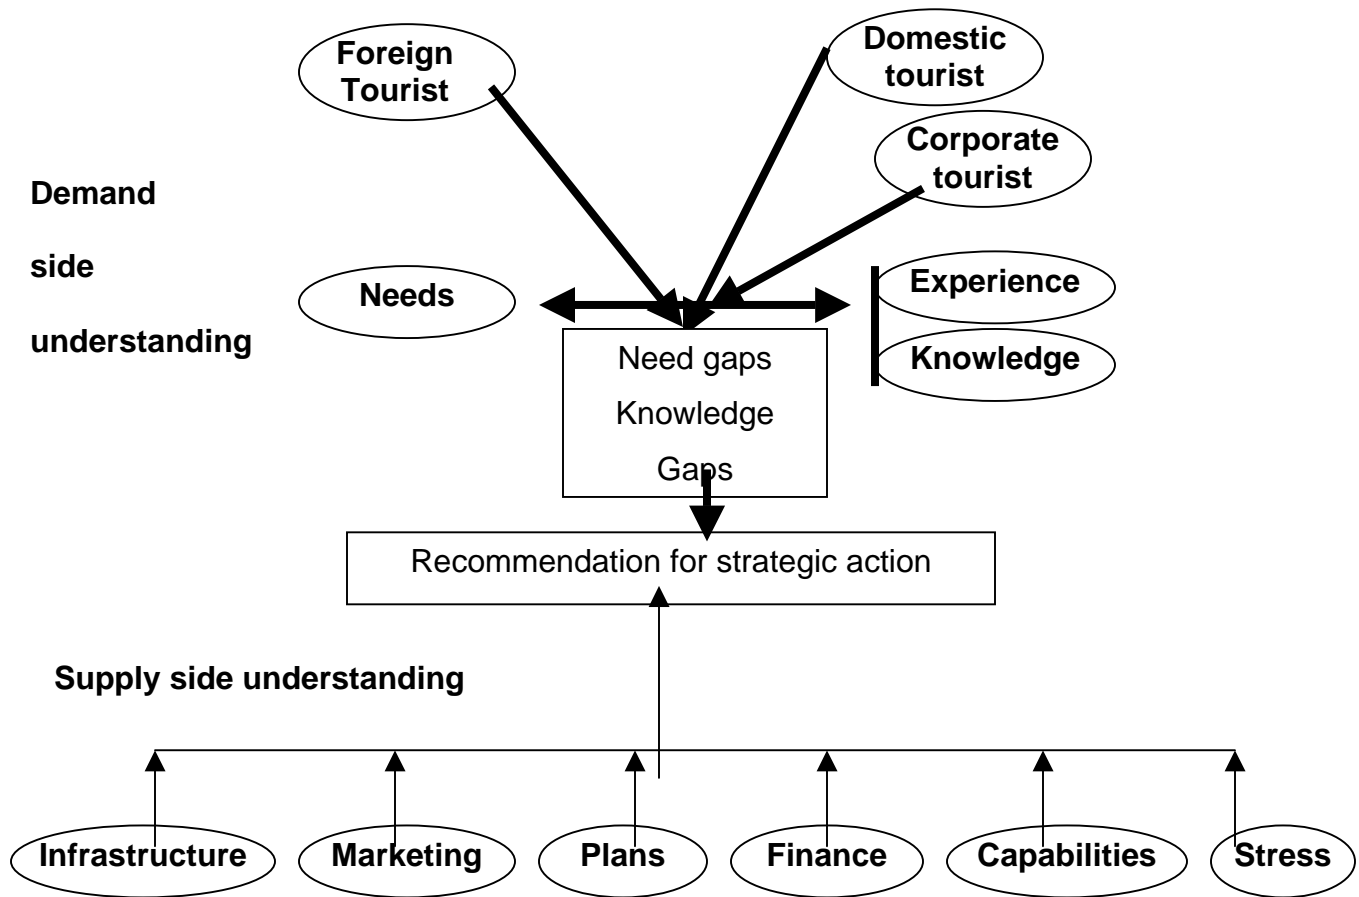 Foreign
Tourist
Domestic
tourist
Corporate
tourist
Demand
side
understanding
Needs
Experience
Knowledge
Need gaps
Knowledge
Gaps
Recommendation for strategic action
Supply side understanding
Infrastructure
Marketing
Plans
Finance
Capabilities
Stress